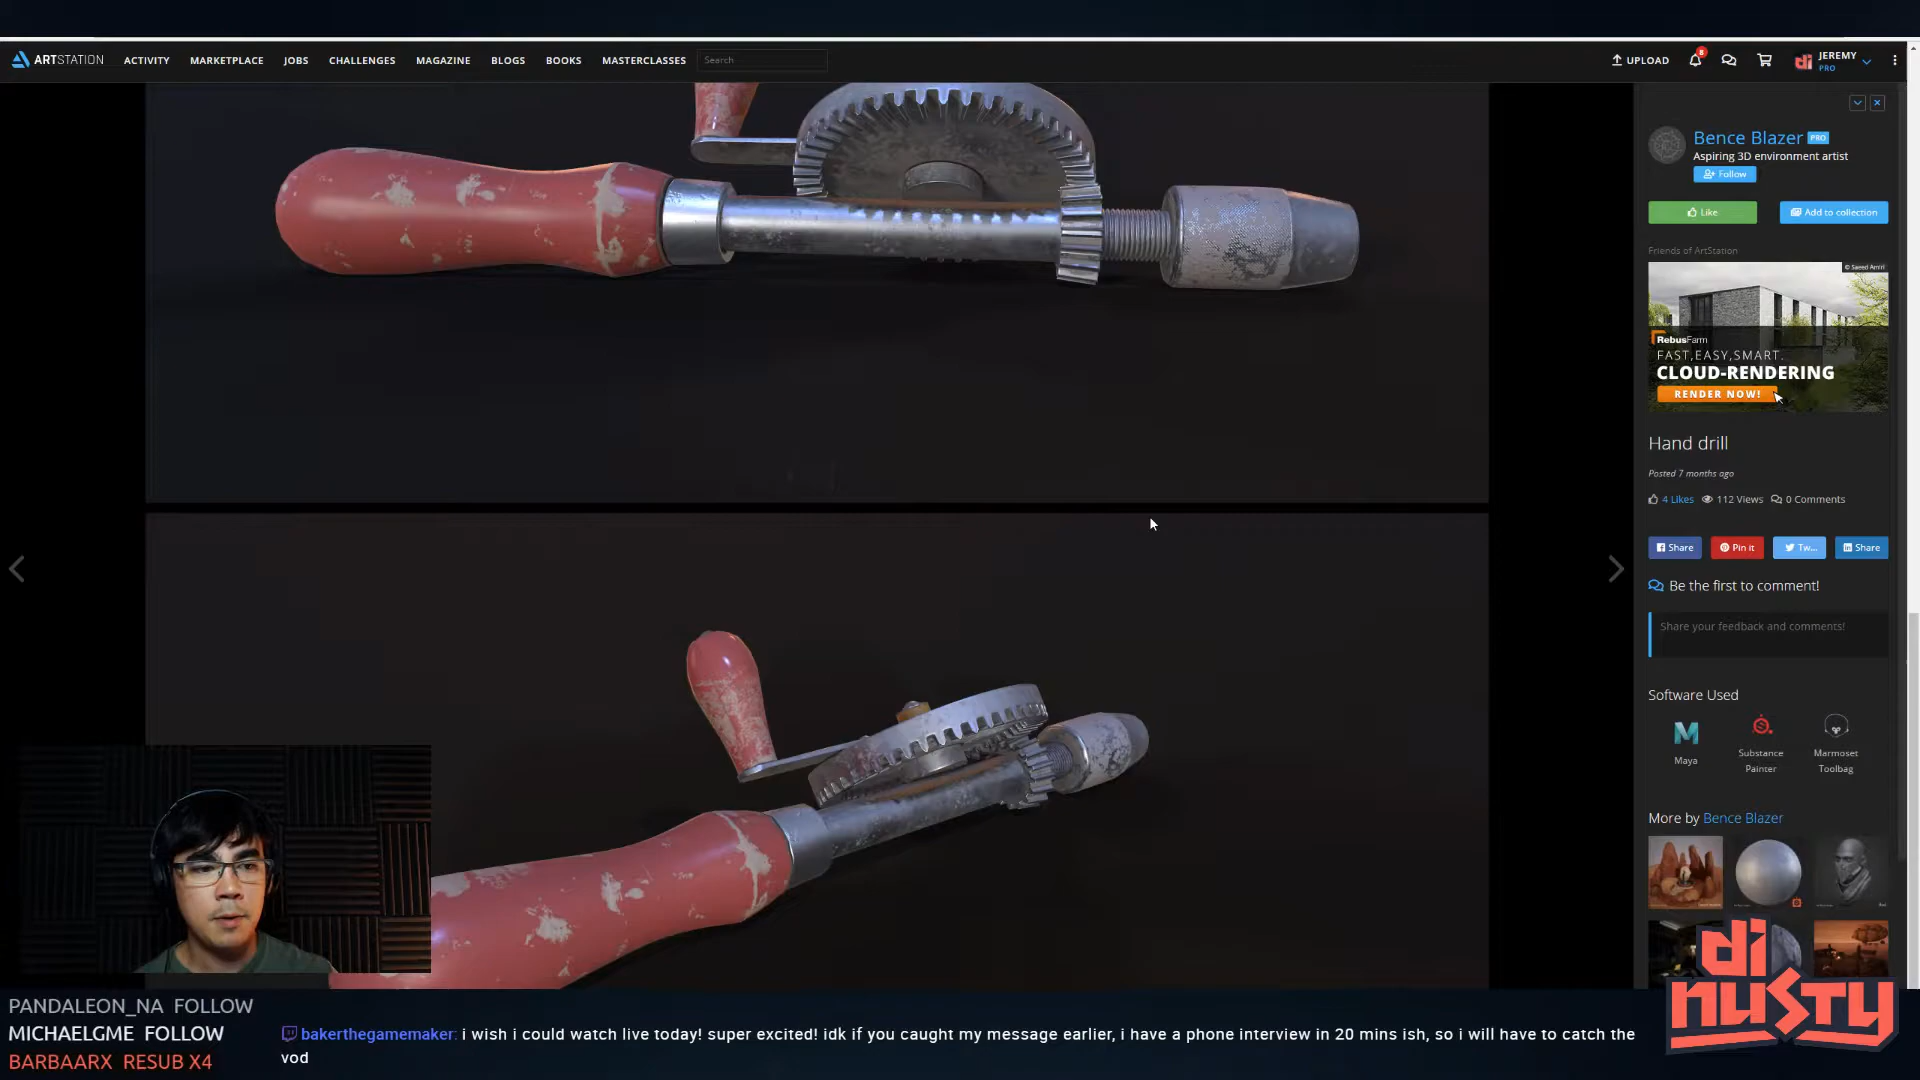 ARTSTATION ACTIVITY MARKETPLACE JOBS CHALLENGES MAGAZINE BLOGS BOOKS MASTERCLASSES Search UPLOAD 8 di JEREMY
PRO
Bence Blazer PRO
Aspiring 3D environment artist
Follow
Like Add to collection
Friends of ArtStation
© Saeed Amiri
RebusFarm
FAST,EASY,SMART.
CLOUD-RENDERING
RENDER NOW!
Hand drill
Posted 7 months ago
4 Likes 112 Views 0 Comments
Share Pin it Tw... Share
Be the first to comment!
Share your feedback and comments!
Software Used
Maya Substance Painter Marmoset Toolbag
More by Bence Blazer
di
nusty
PANDALEON_NA FOLLOW
MICHAELGME FOLLOW
BARBAARX RESUB X4
bakerthegamemaker: i wish i could watch live today! super excited! idk if you caught my message earlier, i have a phone interview in 20 mins ish, so i will have to catch the
vod